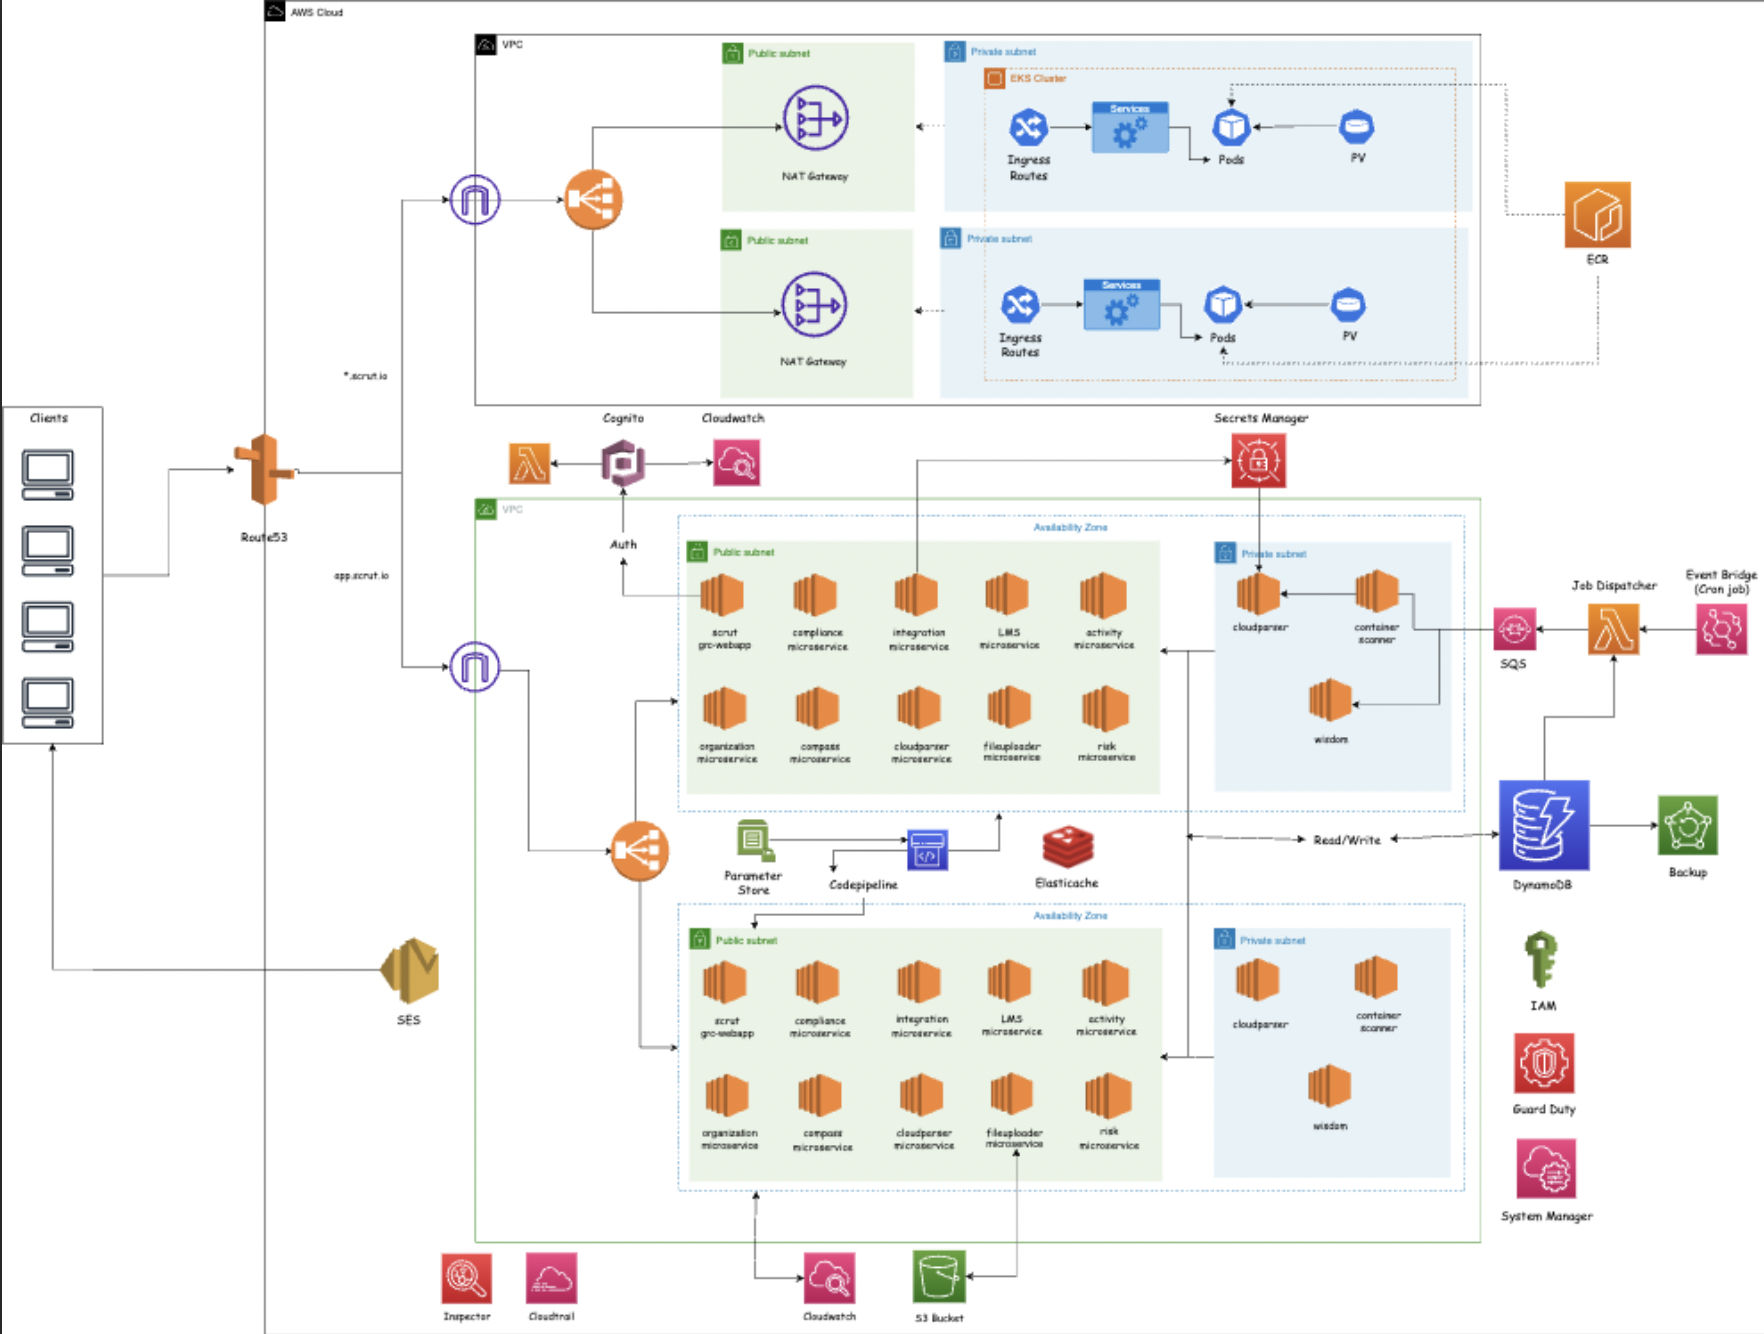 AWS Cloud
VPC
Public subnet
Private subnet
EKS Cluster
Services
Ingress
Routes
Pods
PV
NAT Gateway
ECR
Public subnet
Private subnet
Services
Ingress
Routes
Pods
PV
NAT Gateway
*.scrut.io
Clients
Cognito
Cloudwatch
Secrets Manager
VPC
Availability Zone
Route53
Auth
Public subnet
Private subnet
app.scrut.io
Job Dispatcher
Event Bridge
(Cron job)
scrut
grc-webapp
compliance
microservice
integration
microservice
LMS
microservice
activity
microservice
cloudparser
container
scanner
SQS
organization
microservice
compass
microservice
cloudparser
microservice
fileuploader
microservice
risk
microservice
wisdom
Parameter
Store
Codepipeline
Elasticache
Read/Write
DynamoDB
Backup
Availability Zone
Public subnet
Private subnet
scrut
grc-webapp
compliance
microservice
integration
microservice
LMS
microservice
activity
microservice
cloudparser
container
scanner
IAM
SES
organization
microservice
compass
microservice
cloudparser
microservice
fileuploader
microservice
risk
microservice
wisdom
Guard Duty
System Manager
Inspector
Cloudtrail
Cloudwatch
S3 Bucket